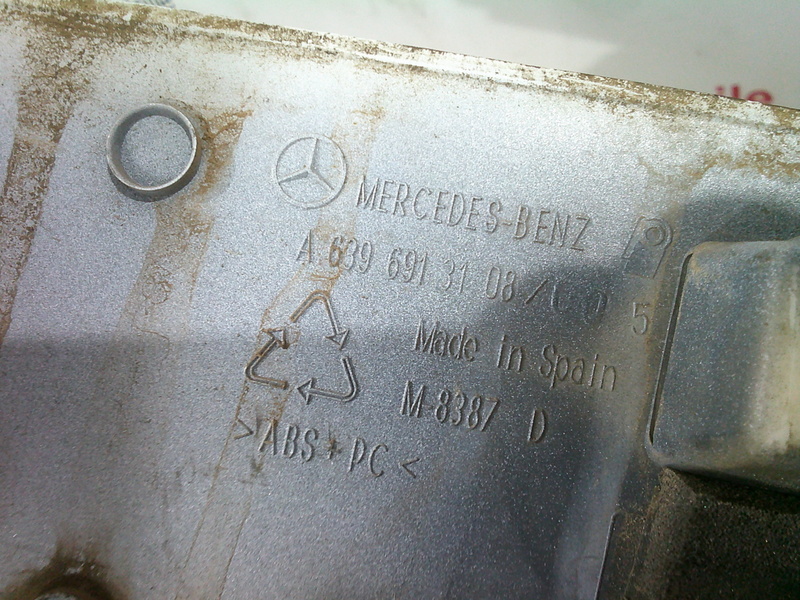 MERCEDES-BENZ
A 639 691 31 08
5
Made in Spain
M-8387 D
>ABS+PC<